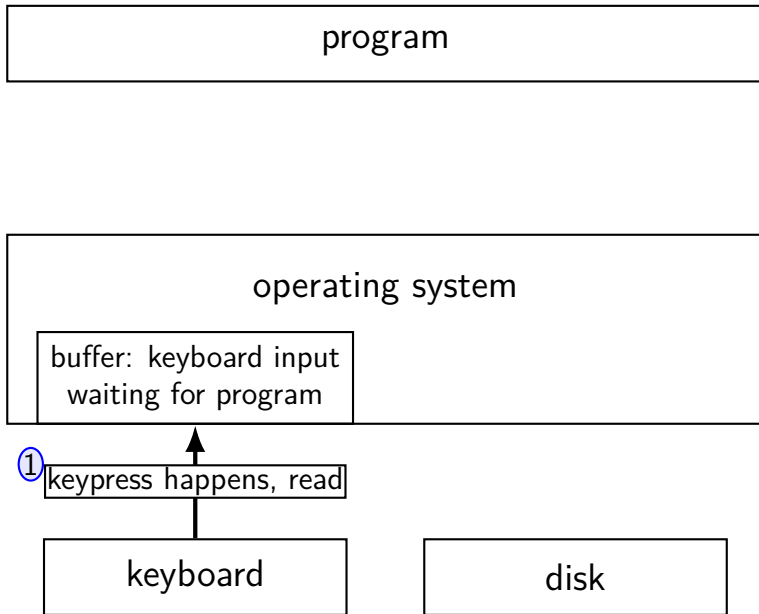 program
operating system
buffer: keyboard input
waiting for program
1
keypress happens, read
keyboard
disk